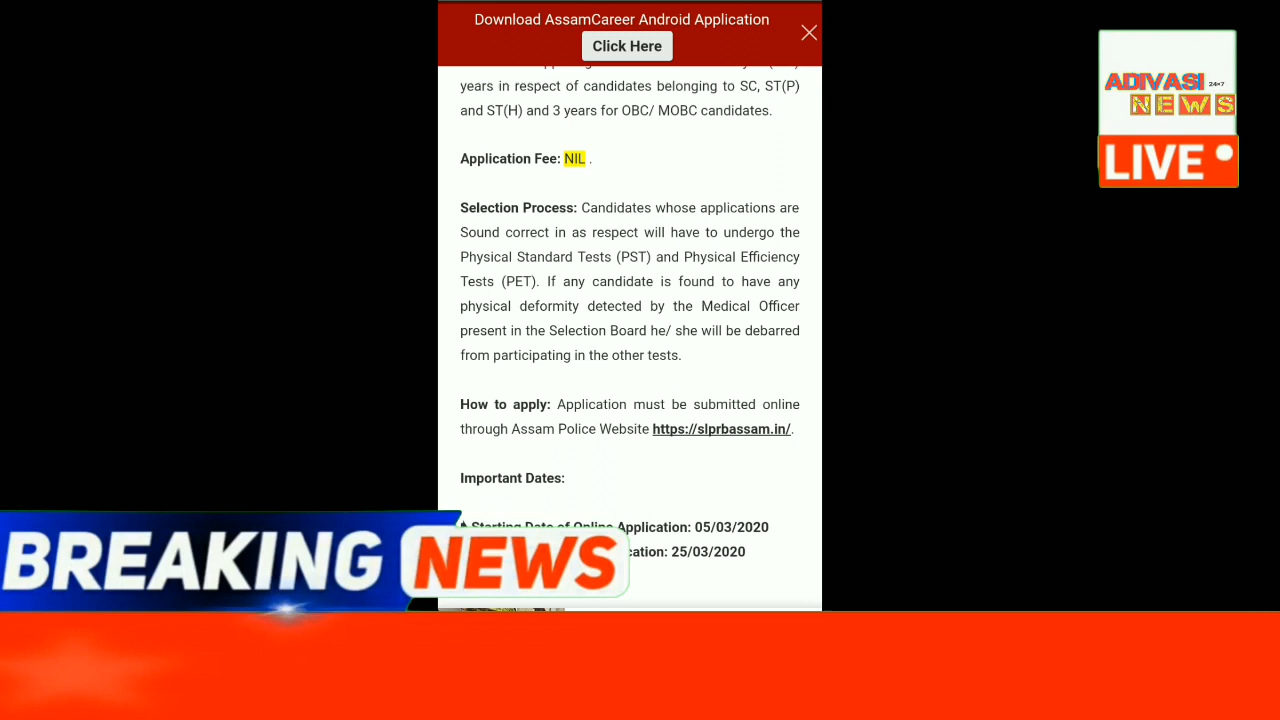 Download AssamCareer Android Application
Click Here
years in respect of candidates belonging to SC, ST(P)
and ST(H) and 3 years for OBC/ MOBC candidates.
Application Fee: NIL .
Selection Process: Candidates whose applications are
Sound correct in as respect will have to undergo the
Physical Standard Tests (PST) and Physical Efficiency
Tests (PET). If any candidate is found to have any
physical deformity detected by the Medical Officer
present in the Selection Board he/ she will be debarred
from participating in the other tests.
How to apply: Application must be submitted online
through Assam Police Website https://slprbassam.in/.
Important Dates:
Starting Date of Online Application: 05/03/2020
cation: 25/03/2020
ADIVASI 24×7
NEWS
LIVE
BREAKING NEWS